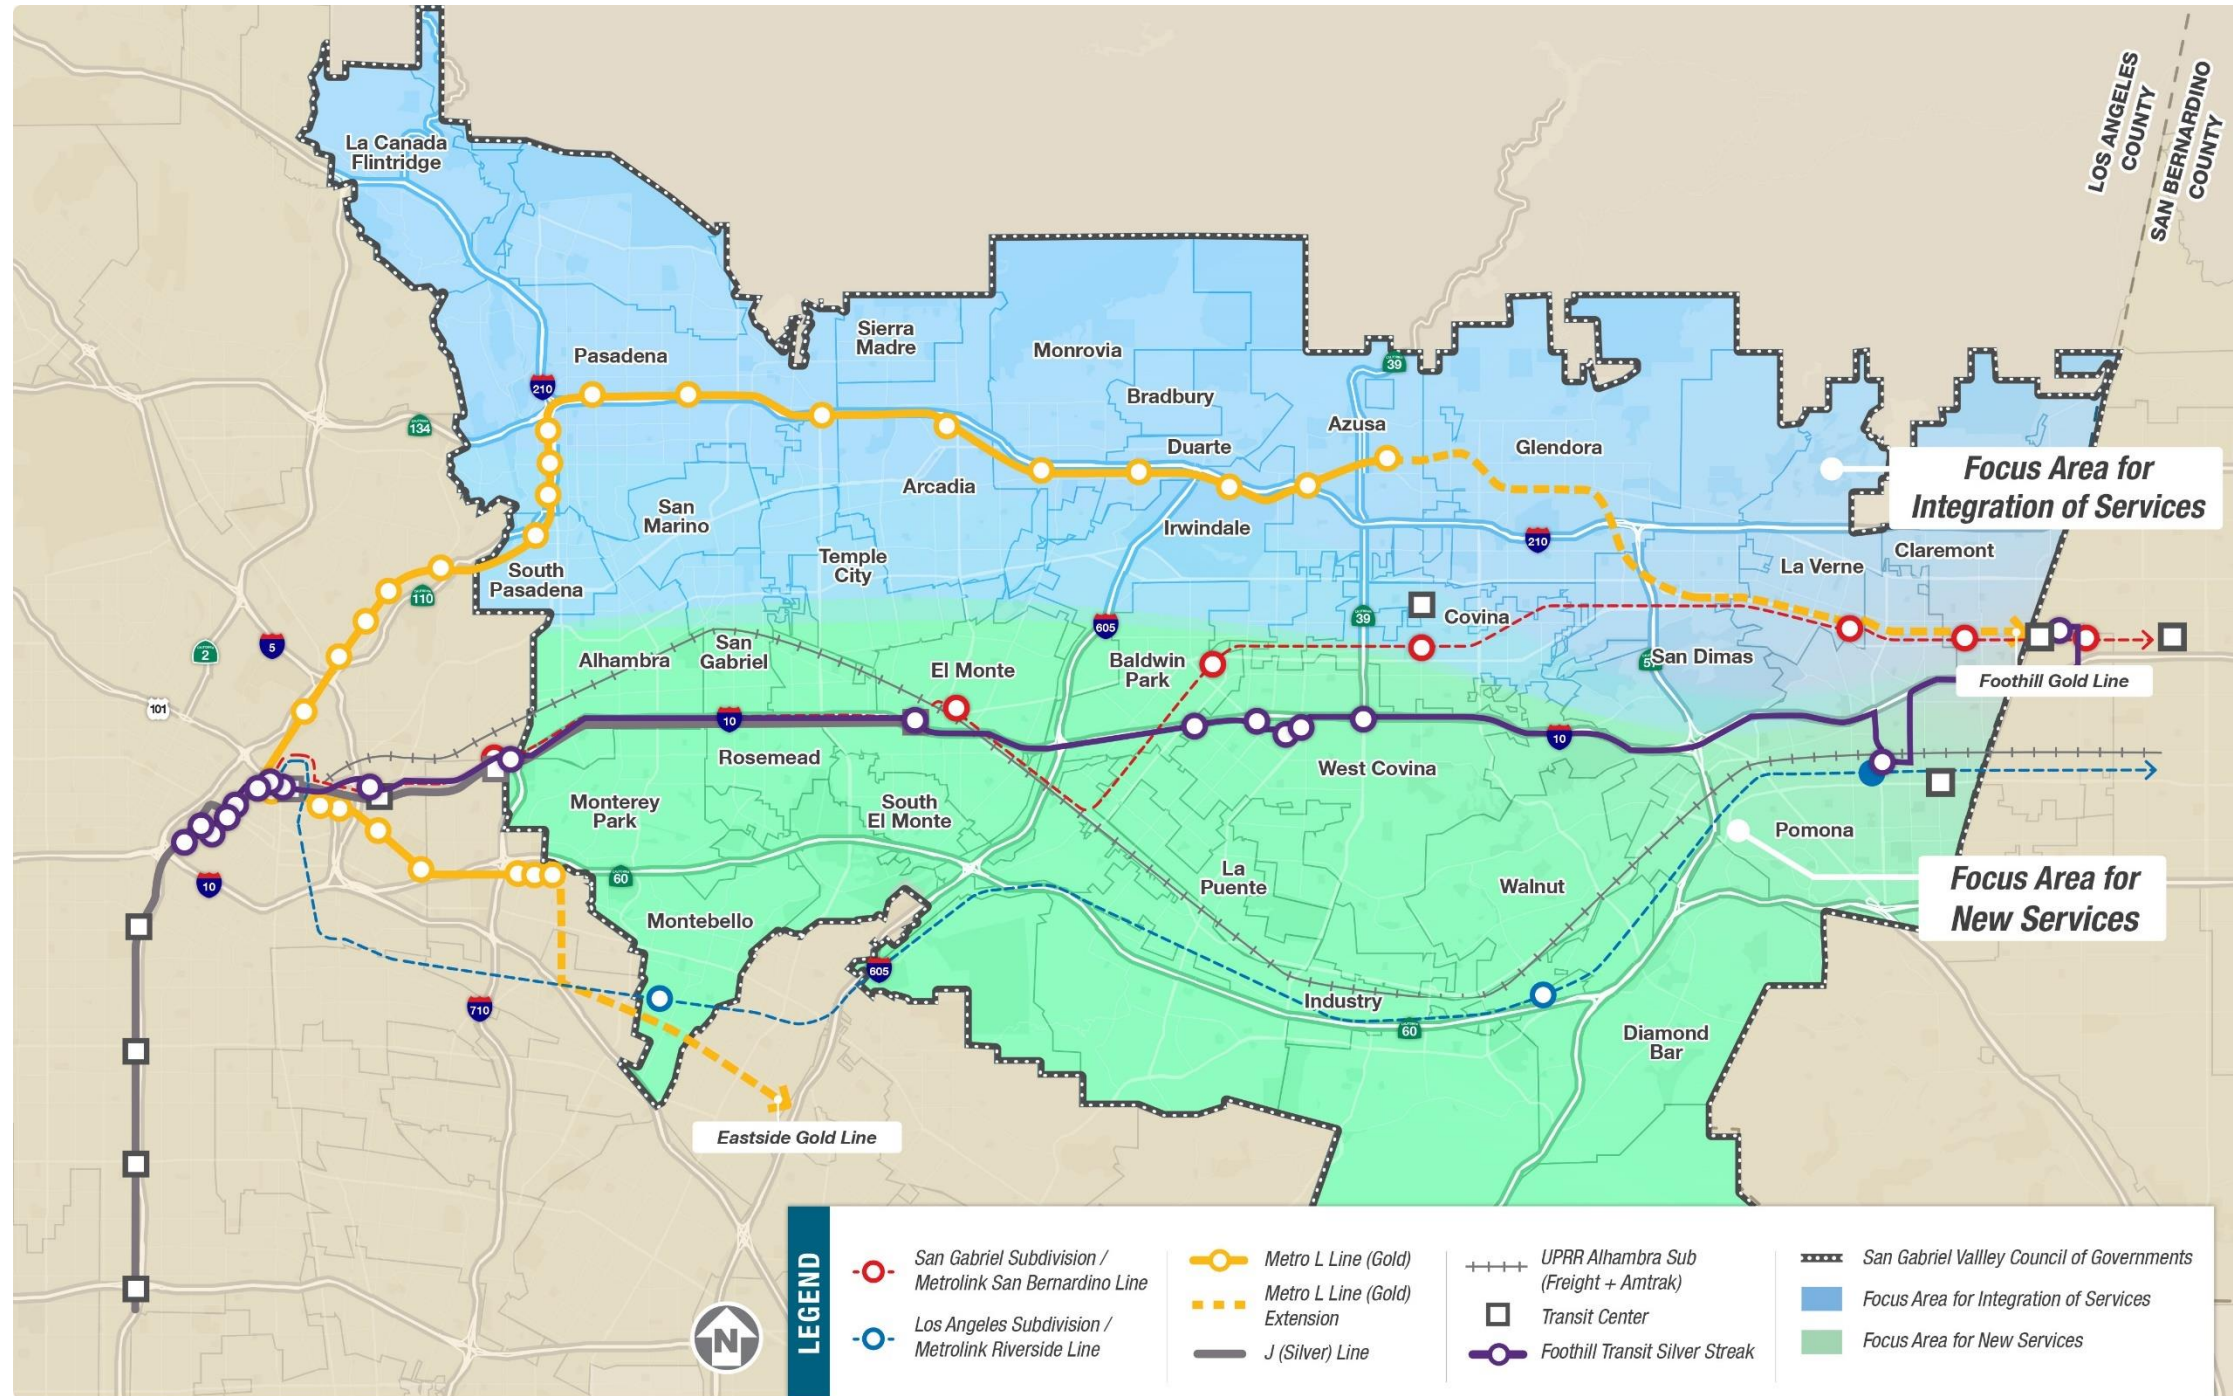 LOS ANGELES
COUNTY
SAN BERNARDINO
COUNTY
La Canada
Flintridge
Pasadena
Sierra
Madre
Monrovia
39
210
Bradbury
134
Azusa
Duarte
Glendora
Focus Area for
Integration of Services
Arcadia
San
Marino
Irwindale
210
Claremont
Temple
City
La Verne
South
Pasadena
110
Covina
39
605
5
2
San
Gabriel
Alhambra
El Monte
Baldwin
Park
57
San Dimas
Foothill Gold Line
101
10
10
Rosemead
West Covina
Monterey
Park
South
El Monte
Pomona
10
60
La
Puente
Walnut
Focus Area for
New Services
Montebello
605
710
Industry
60
Diamond
Bar
Eastside Gold Line
LEGEND
San Gabriel Subdivision /
Metrolink San Bernardino Line
Los Angeles Subdivision /
Metrolink Riverside Line
Metro L Line (Gold)
Metro L Line (Gold)
Extension
J (Silver) Line
UPRR Alhambra Sub
(Freight + Amtrak)
Transit Center
Foothill Transit Silver Streak
San Gabriel Vallley Council of Governments
Focus Area for Integration of Services
Focus Area for New Services
N